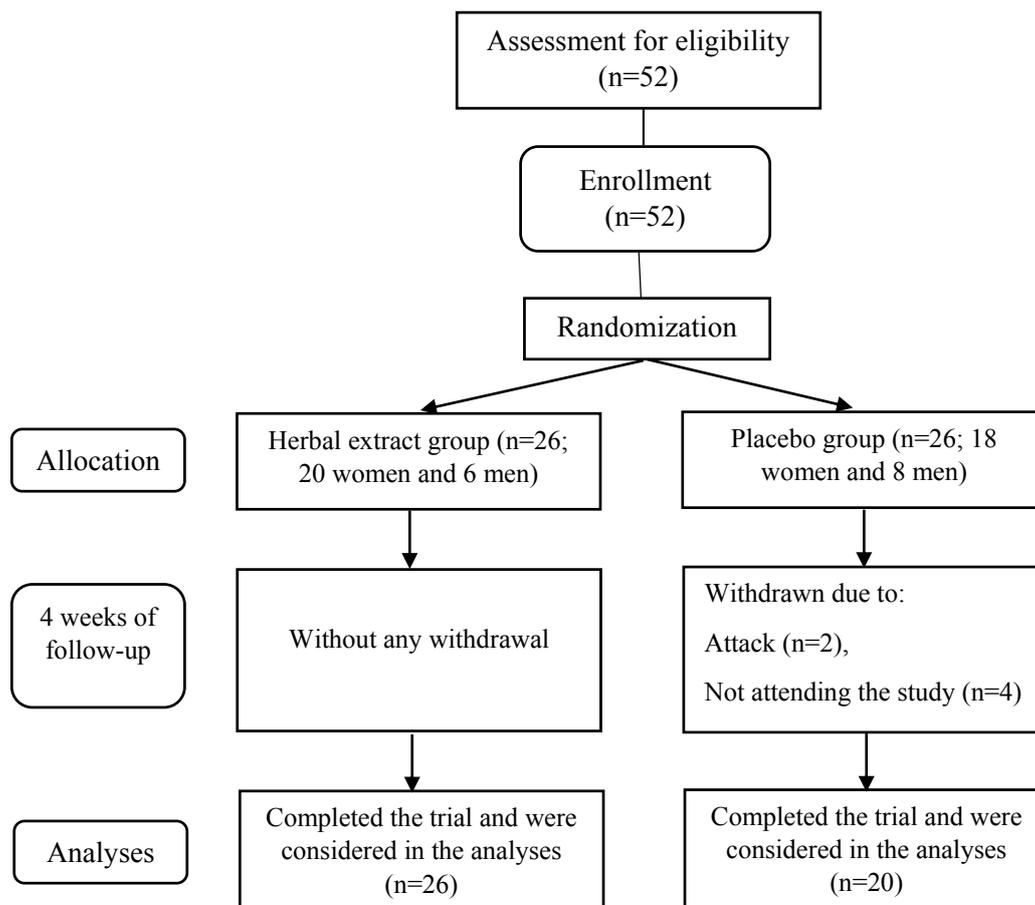 Assessment for eligibility
(n=52)
Enrollment
(n=52)
Randomization
Allocation
Herbal extract group (n=26;
20 women and 6 men)
Placebo group (n=26; 18
women and 8 men)
4 weeks of
follow-up
Without any withdrawal
Withdrawn due to:
Attack (n=2),
Not attending the study (n=4)
Analyses
Completed the trial and were
considered in the analyses
(n=26)
Completed the trial and were
considered in the analyses
(n=20)